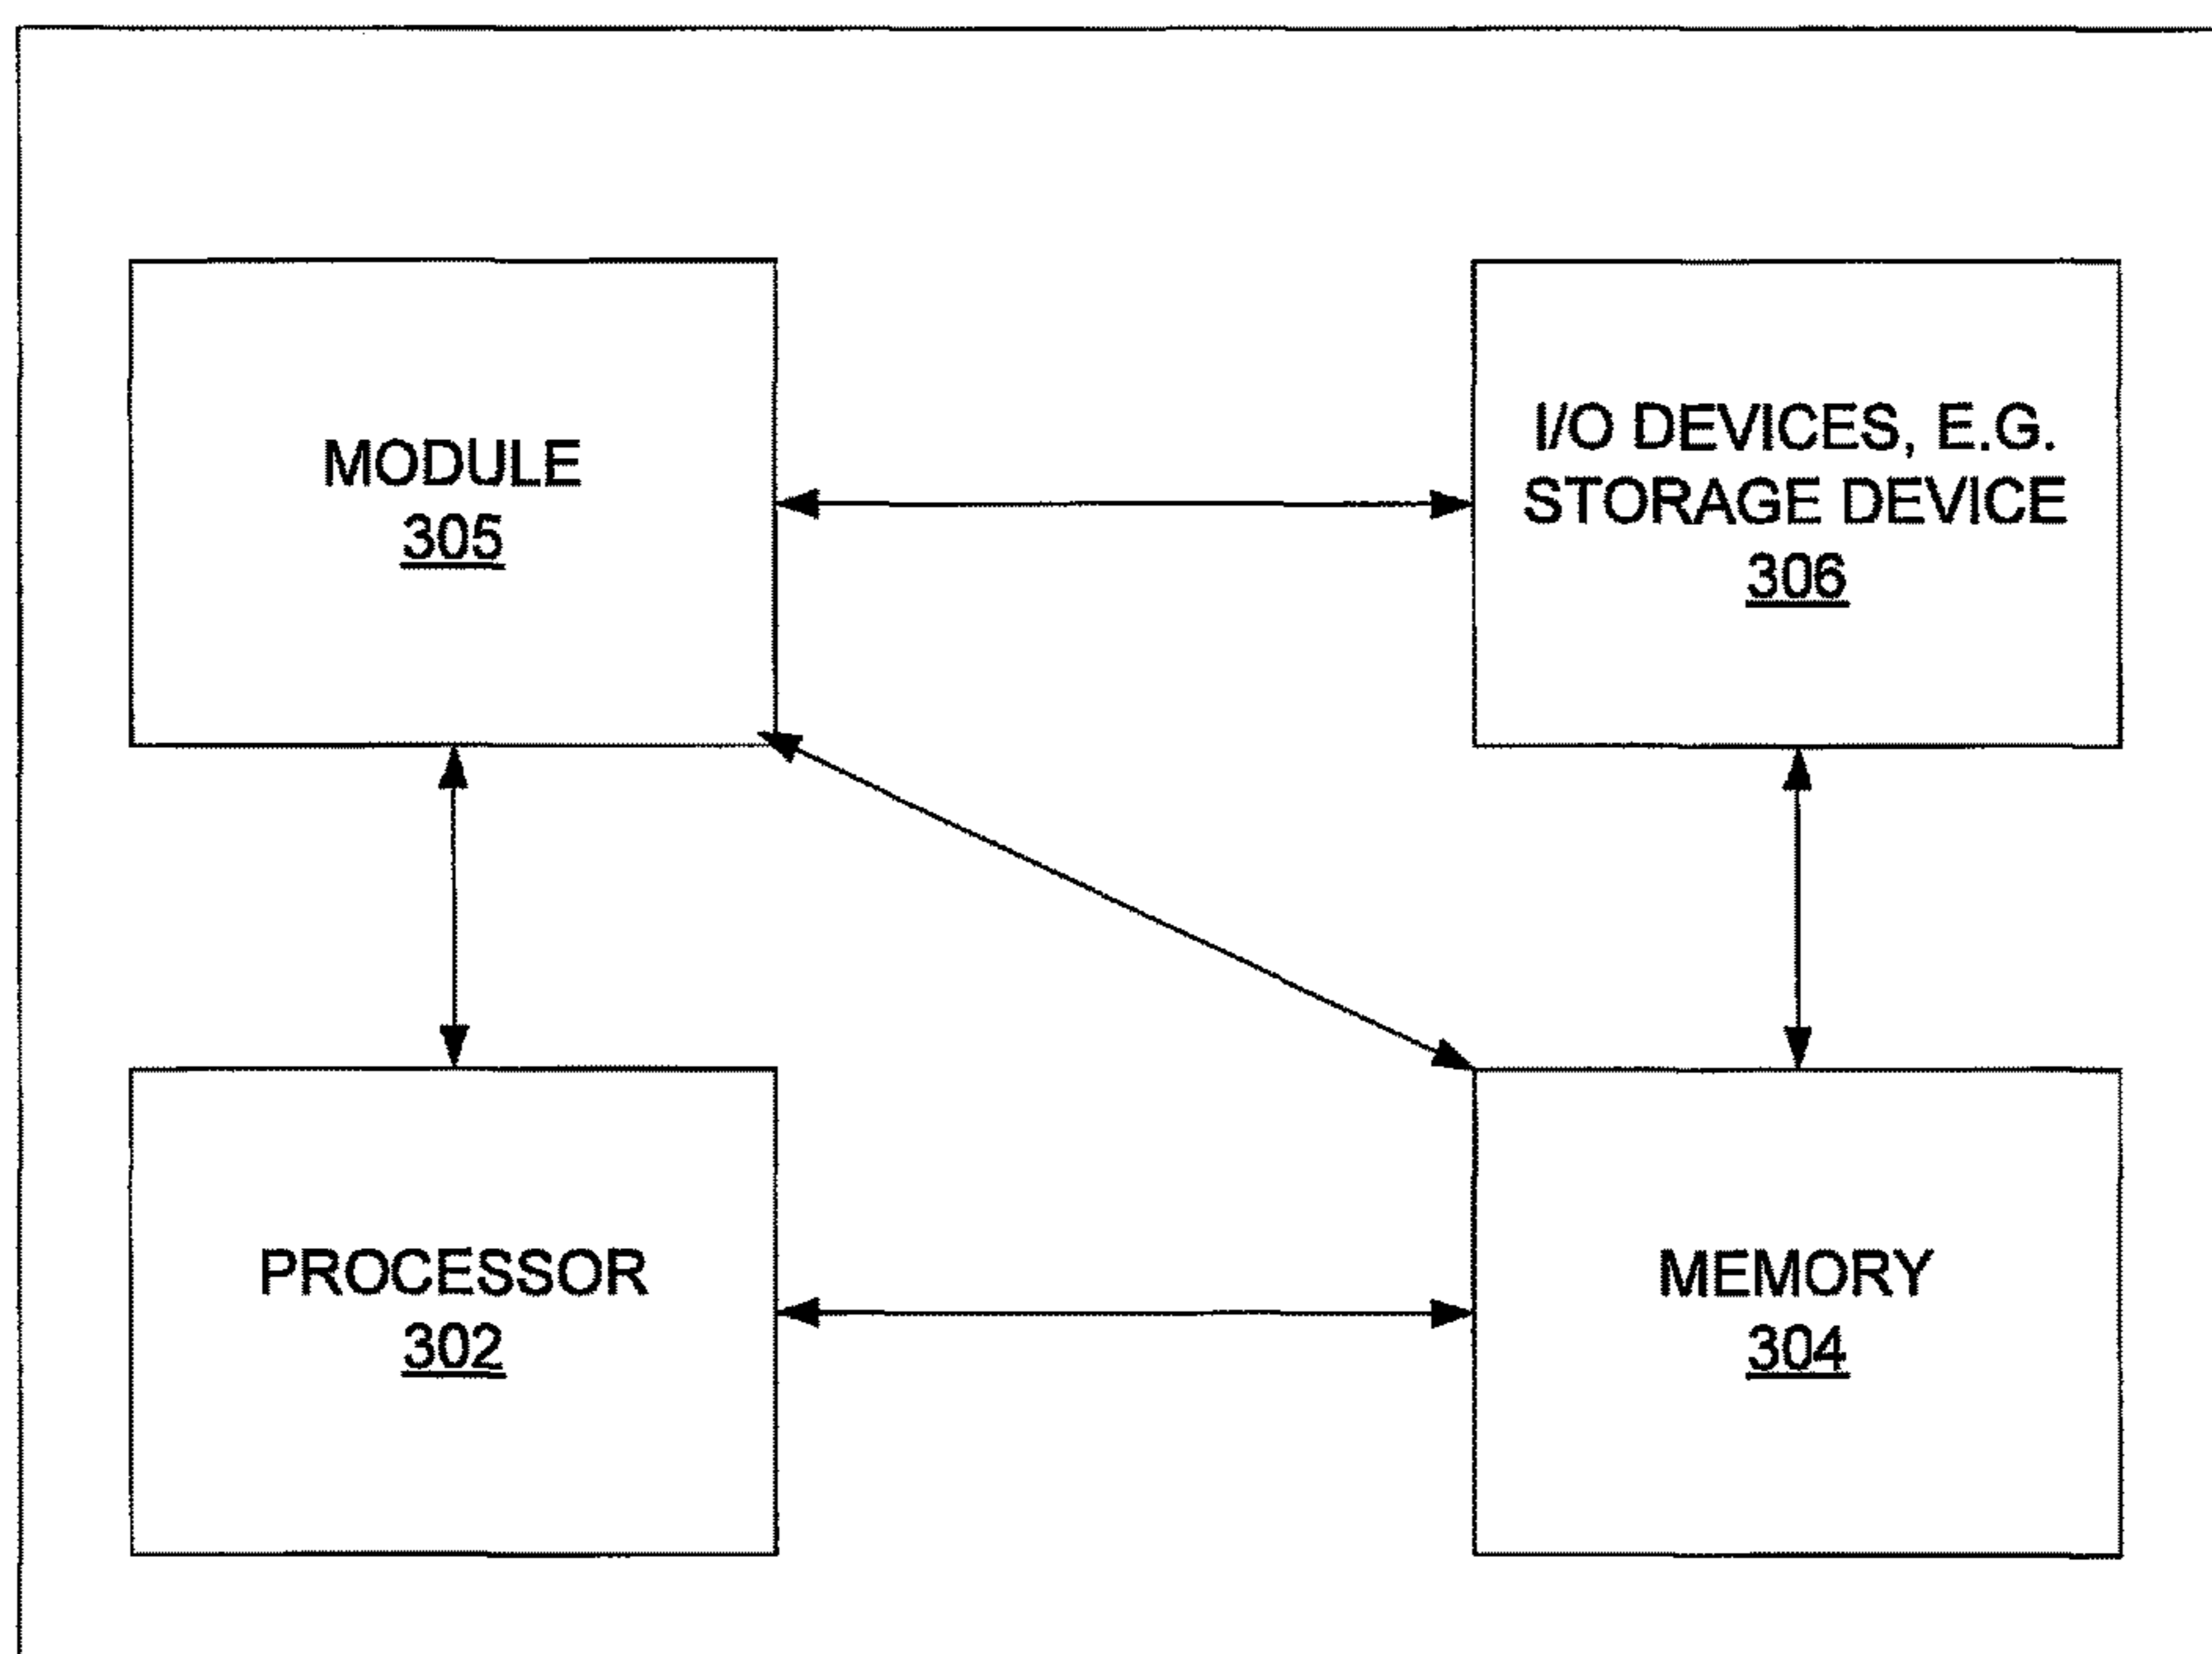 MODULE
305
I/O DEVICES, E.G.
STORAGE DEVICE
306
PROCESSOR
302
MEMORY
304